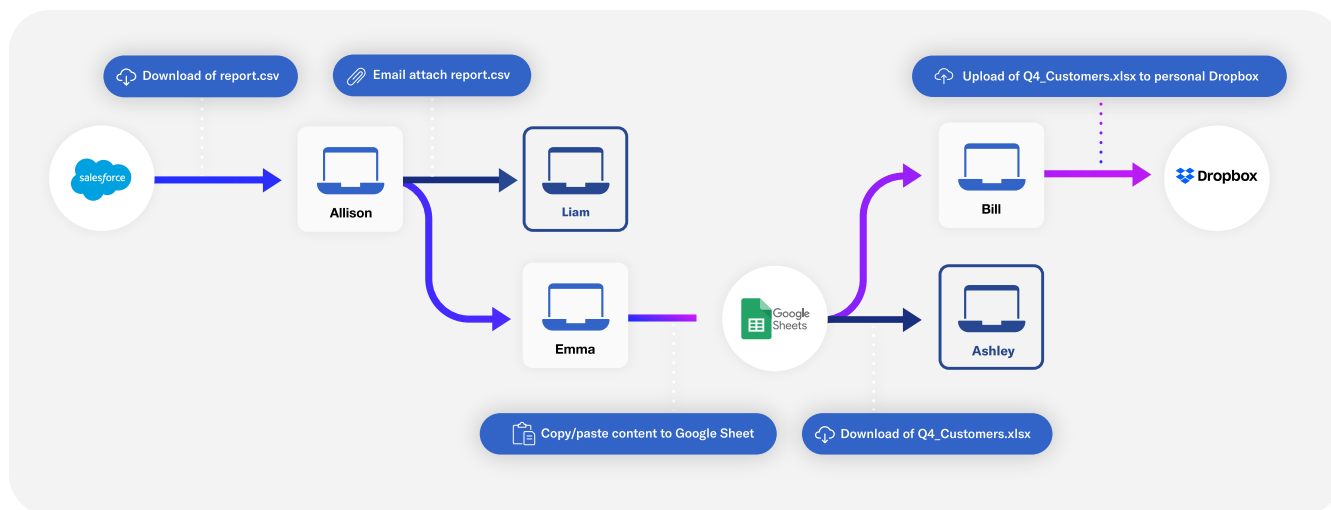 Download of report.csv
Email attach report.csv
Upload of Q4_Customers.xlsx to personal Dropbox
salesforce
Allison
Liam
Bill
Dropbox
Emma
Google
Sheets
Ashley
Copy/paste content to Google Sheet
Download of Q4_Customers.xlsx